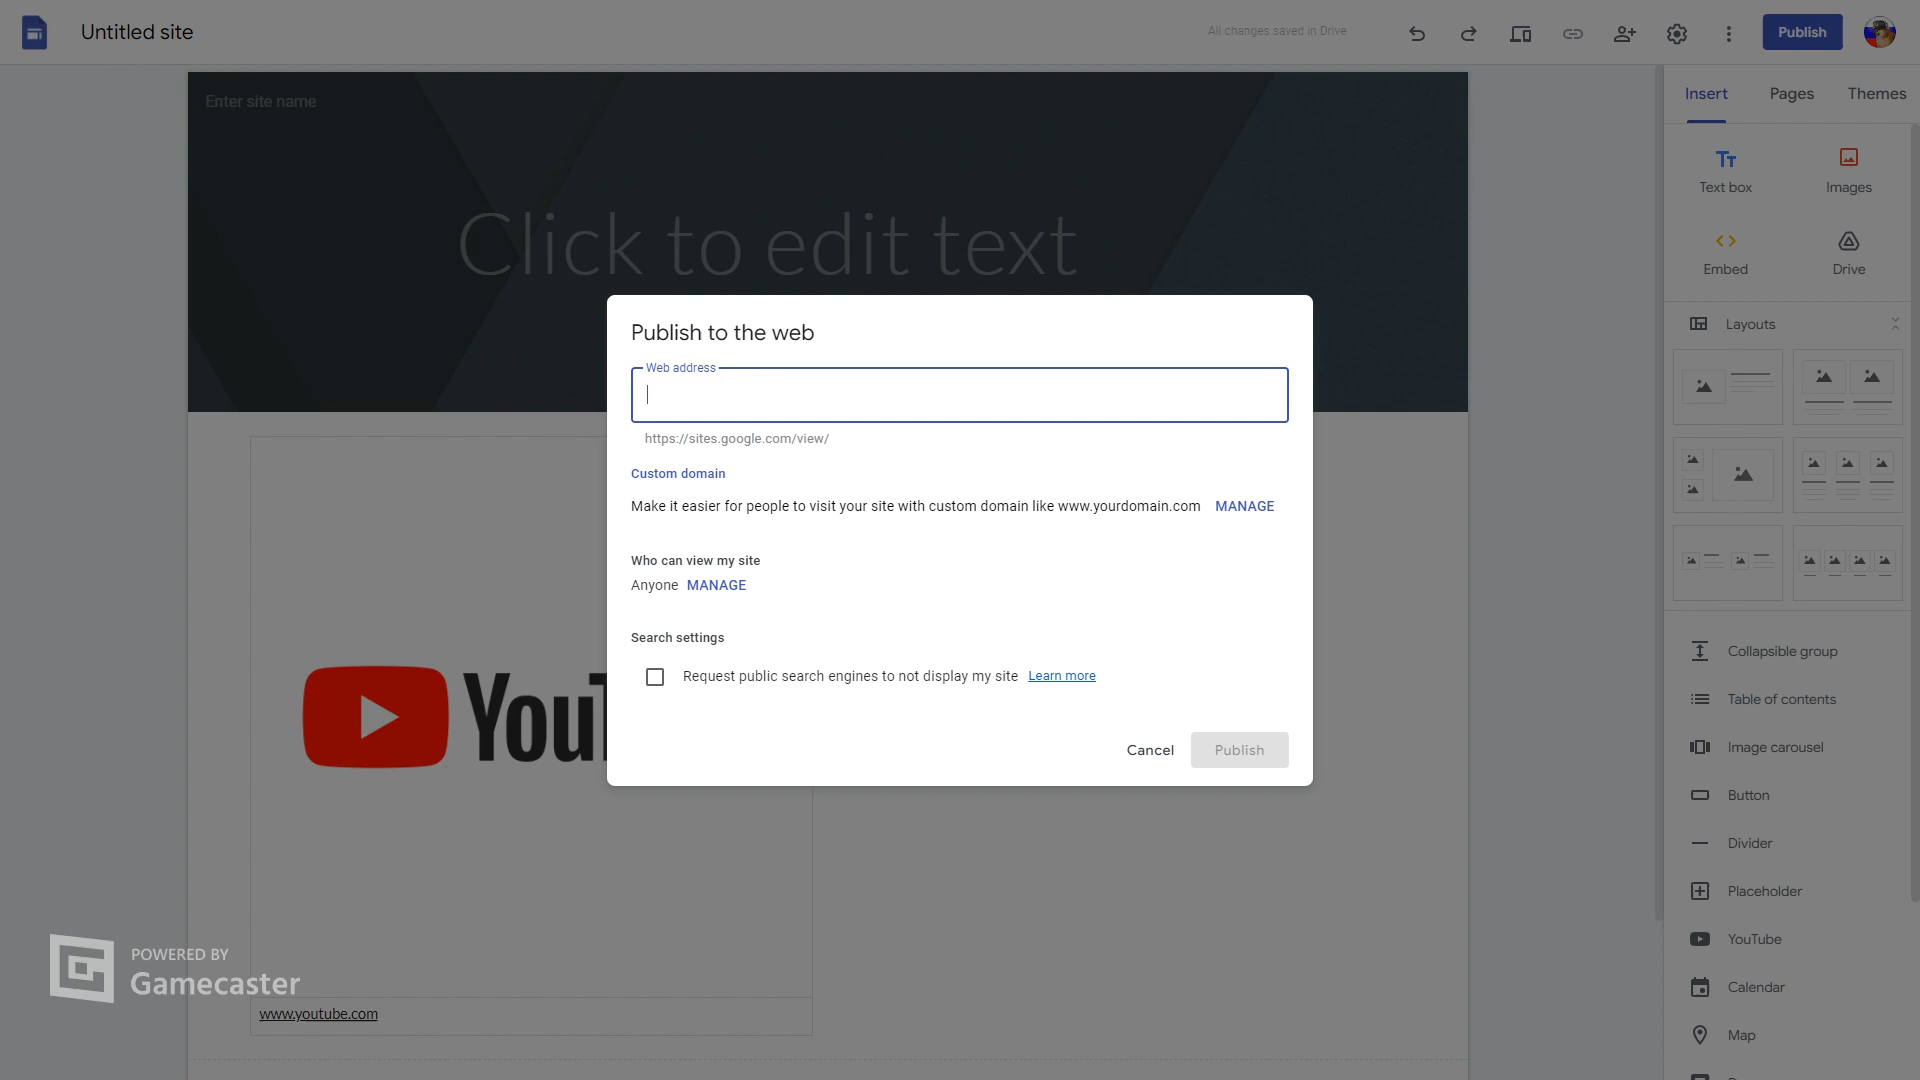 Untitled site
All changes saved in Drive
Publish
Enter site name
Insert
Pages
Themes
Text box
Images
Click to edit text
Embed
Drive
Publish to the web
Layouts
Web address
https://sites.google.com/view/
Custom domain
Make it easier for people to visit your site with custom domain like www.yourdomain.com MANAGE
Who can view my site
Anyone MANAGE
Search settings
Request public search engines to not display my site Learn more
Cancel
Publish
YouT
Collapsible group
Table of contents
Image carousel
Button
Divider
Placeholder
YouTube
Calendar
Map
POWERED BY
Gamecaster
www.youtube.com